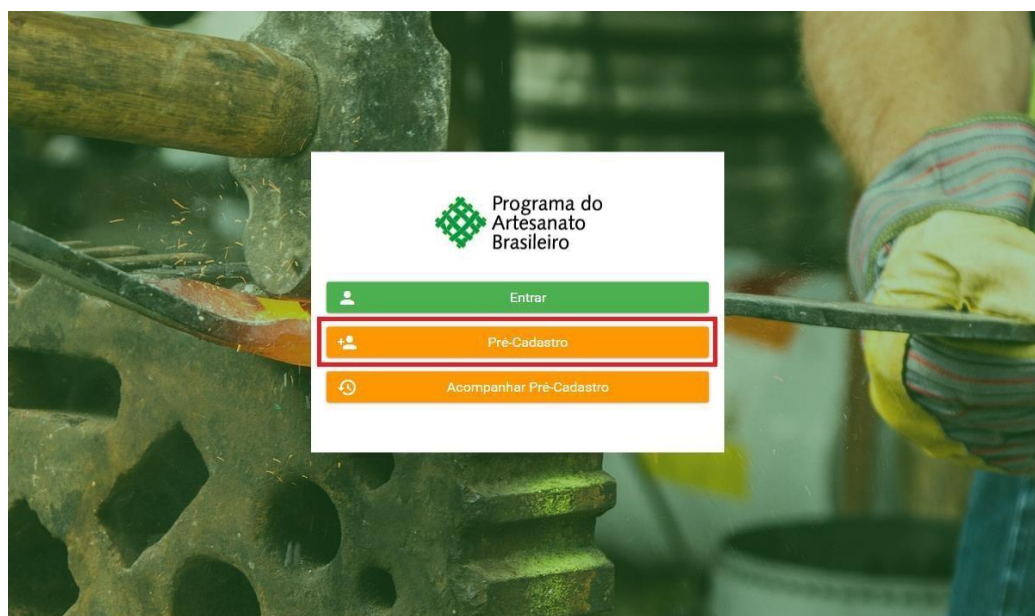 Programa do
Artesanato
Brasileiro
Entrar
Pré-Cadastro
Acompanhar Pré-Cadastro